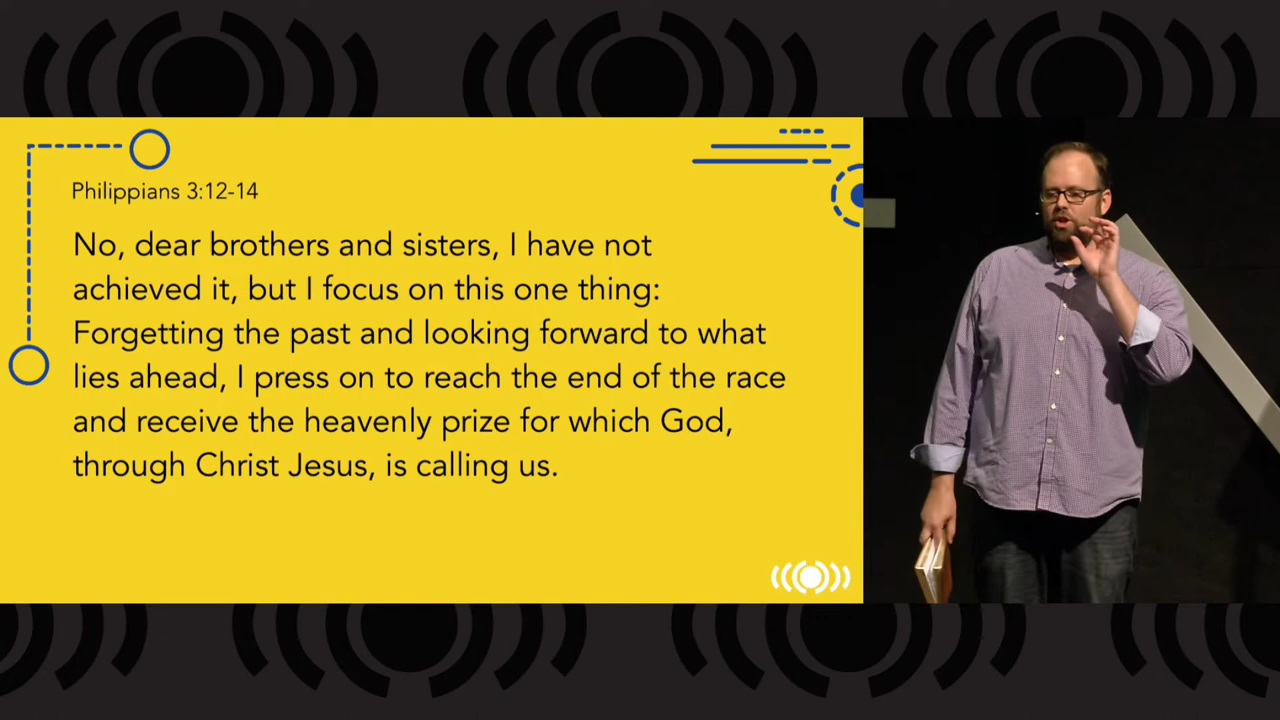 Philippians 3:12-14
No, dear brothers and sisters, I have not
achieved it, but I focus on this one thing:
Forgetting the past and looking forward to what
lies ahead, I press on to reach the end of the race
and receive the heavenly prize for which God,
through Christ Jesus, is calling us.